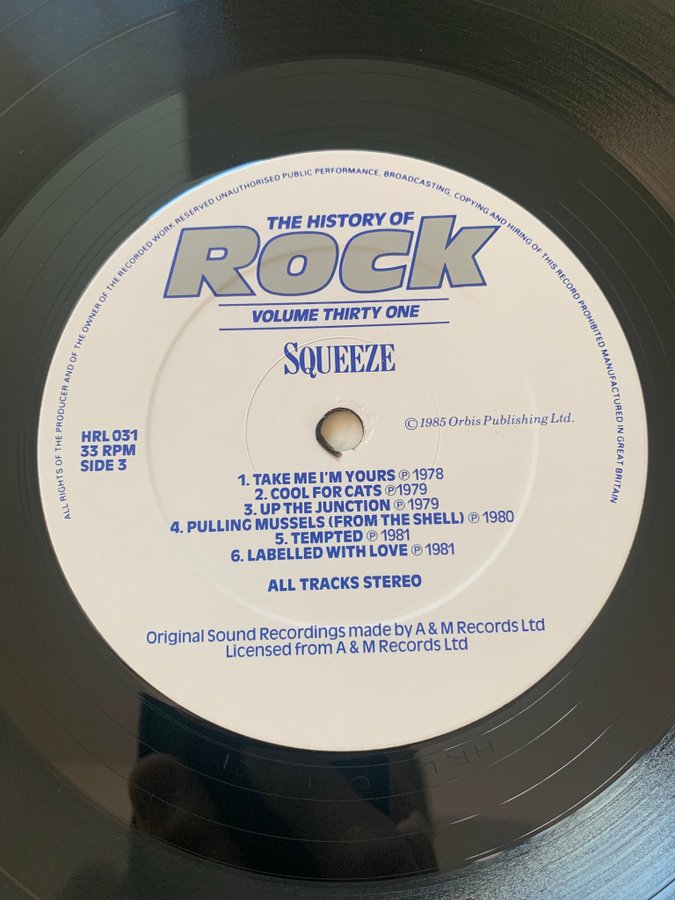 ALL RIGHTS OF THE PRODUCER AND OF THE OWNER OF THE RECORDED WORK RESERVED UNAUTHORISED PUBLIC PERFORMANCE, BROADCASTING, COPYING AND HIRING OF THIS RECORD PROHIBITED MANUFACTURED IN GREAT BRITAIN
THE HISTORY OF
ROCK
VOLUME THIRTY ONE
SQUEEZE
© 1985 Orbis Publishing Ltd.
HRL 031
33 RPM
SIDE 3
1. TAKE ME I'M YOURS ℗ 1978
2. COOL FOR CATS ℗1979
3. UP THE JUNCTION ℗ 1979
4. PULLING MUSSELS (FROM THE SHELL) ℗ 1980
5. TEMPTED ℗ 1981
6. LABELLED WITH LOVE ℗ 1981
ALL TRACKS STEREO
Original Sound Recordings made by A & M Records Ltd
Licensed from A & M Records Ltd